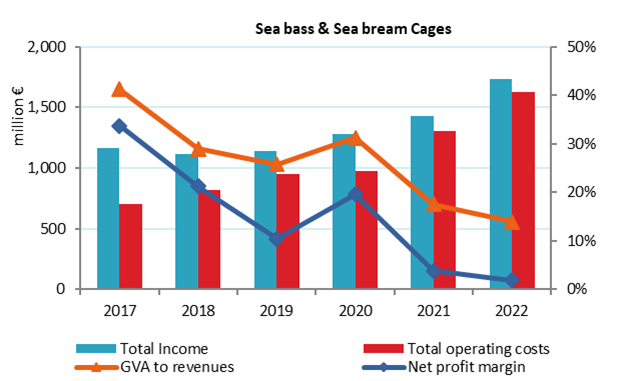 Sea bass & Sea bream Cages
million €
2,000
1,500
1,000
500
0
50%
40%
30%
20%
10%
0%
2017 2018 2019 2020 2021 2022
Total Income Total operating costs
GVA to revenues Net profit margin